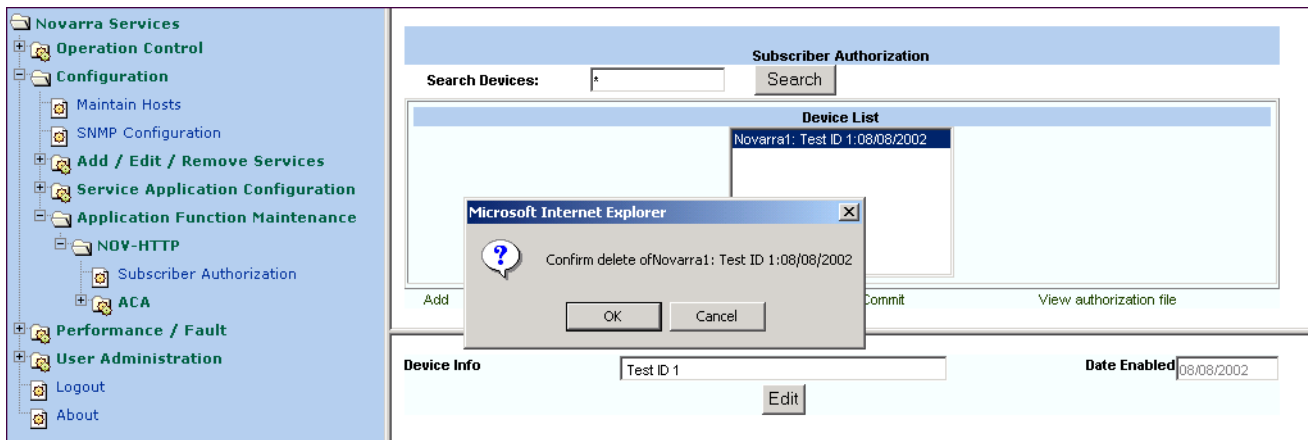 Novarra Services
Operation Control
Configuration
Maintain Hosts
SNMP Configuration
Add / Edit / Remove Services
Service Application Configuration
Application Function Maintenance
NOV-HTTP
Subscriber Authorization
ACA
Performance / Fault
User Administration
Logout
About
Subscriber Authorization
Search Devices: * Search
Device List
Novarra1: Test ID 1:08/08/2002
Microsoft Internet Explorer
Confirm delete ofNovarra1: Test ID 1:08/08/2002
OK Cancel
Add Commit View authorization file
Device Info Test ID 1 Date Enabled 08/08/2002
Edit